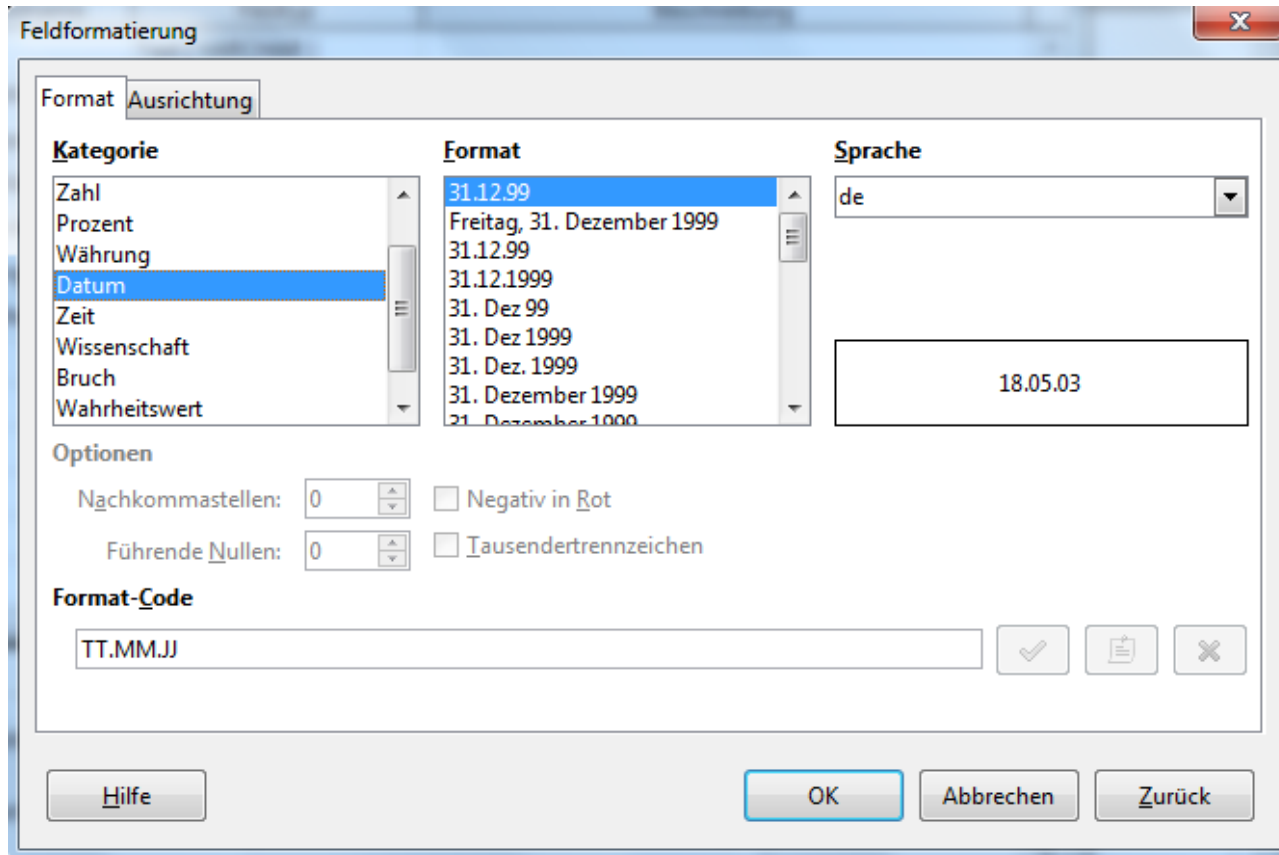 Feldformatierung
Format Ausrichtung
Kategorie
Zahl
Prozent
Währung
Datum
Zeit
Wissenschaft
Bruch
Wahrheitswert
Format
31.12.99
Freitag, 31. Dezember 1999
31.12.99
31.12.1999
31. Dez 99
31. Dez 1999
31. Dez. 1999
31. Dezember 1999
31. Dezember 1999
Sprache
de
18.05.03
Optionen
Nachkommastellen: 0 Negativ in Rot
Führende Nullen: 0 Tausendertrennzeichen
Format-Code
TT.MM.JJ
Hilfe OK Abbrechen Zurück